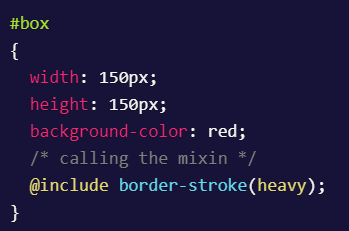 #box
{
  width: 150px;
  height: 150px;
  background-color: red;
  /* calling the mixin */
  @include border-stroke(heavy);
}